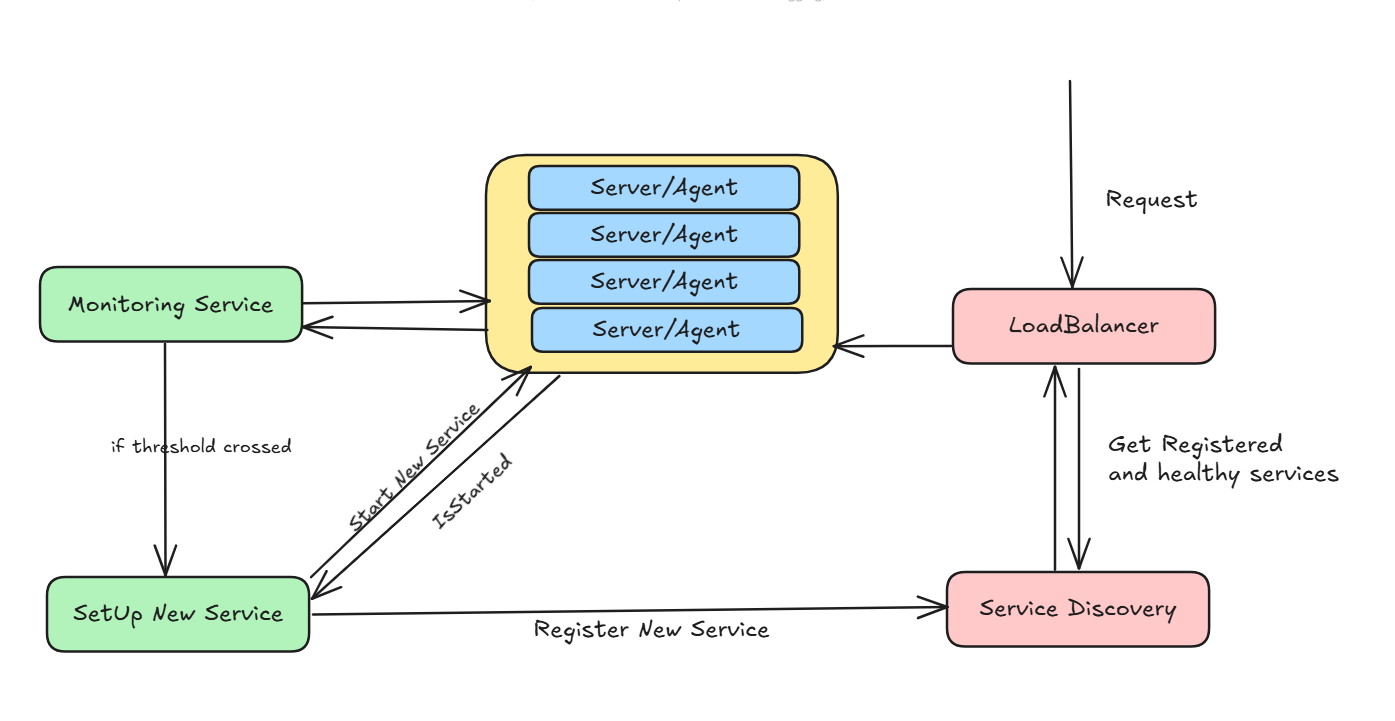 Server/Agent
Server/Agent
Server/Agent
Server/Agent
Request
Monitoring Service
LoadBalancer
if threshold crossed
Start New Service
IsStarted
Get Registered
and healthy services
SetUp New Service
Register New Service
Service Discovery